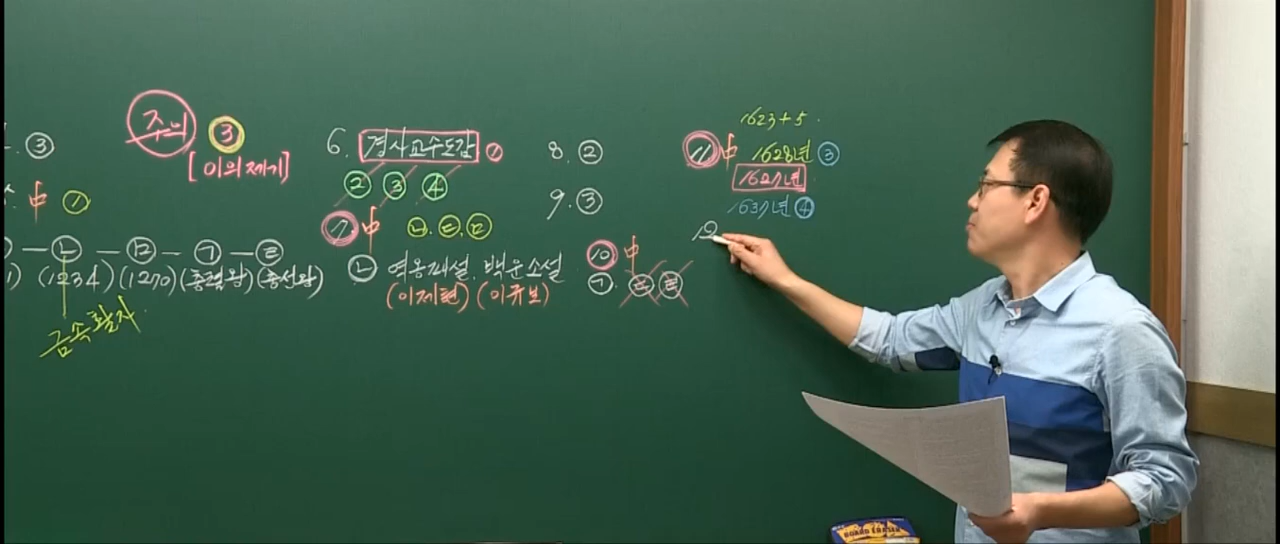 ③
주의 ③
[이의제기]
中 ①
ㄴ - ㅁ - ㄱ - ㄹ
(1234) (1270) (충렬왕) (충선왕)
금속활자
6. 경사교수도감 ①
② ③ ④
7. 中 ㄴ. ㄷ. ㅁ
ㄴ 역옹패설. 백운소설
(이제현) (이규보)
8. ②
9. ③
10 中
ㄱ. ㄷ ㄹ
1623+5.
11. 中 1628년 ③
1627년
1637년 ④
BOARD ERASER